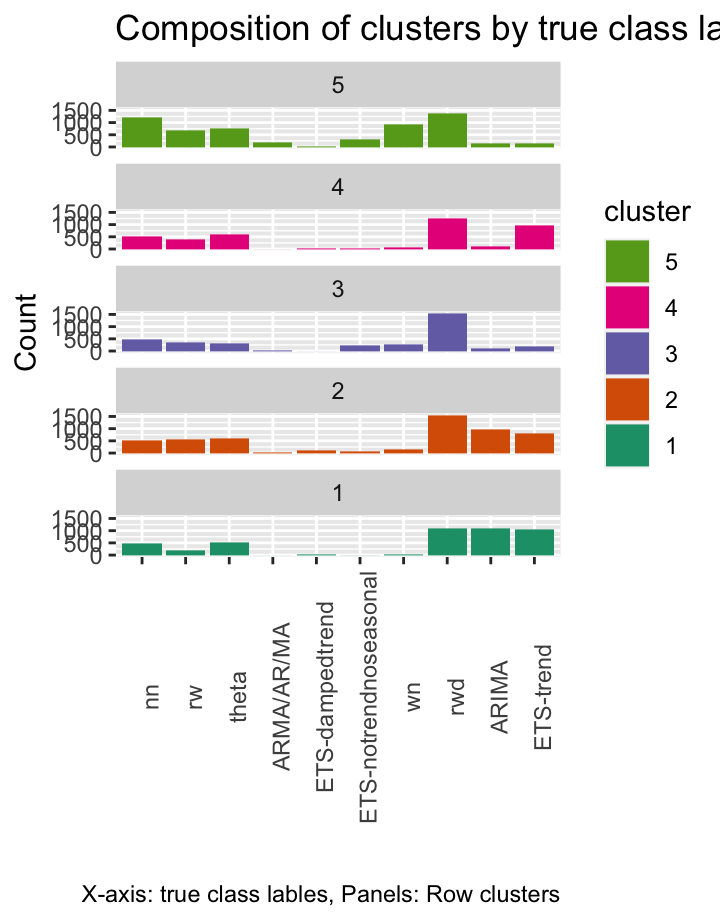 Composition of clusters by true class la
5
1500
1000
500
0
4
1500
1000
500
0
3
1500
1000
500
0
2
1500
1000
500
0
1
1500
1000
500
0
Count
nn
rw
theta
ARMA/AR/MA
ETS-dampedtrend
ETS-notrendnoseasonal
wn
rwd
ARIMA
ETS-trend
cluster
5
4
3
2
1
X-axis: true class lables, Panels: Row clusters